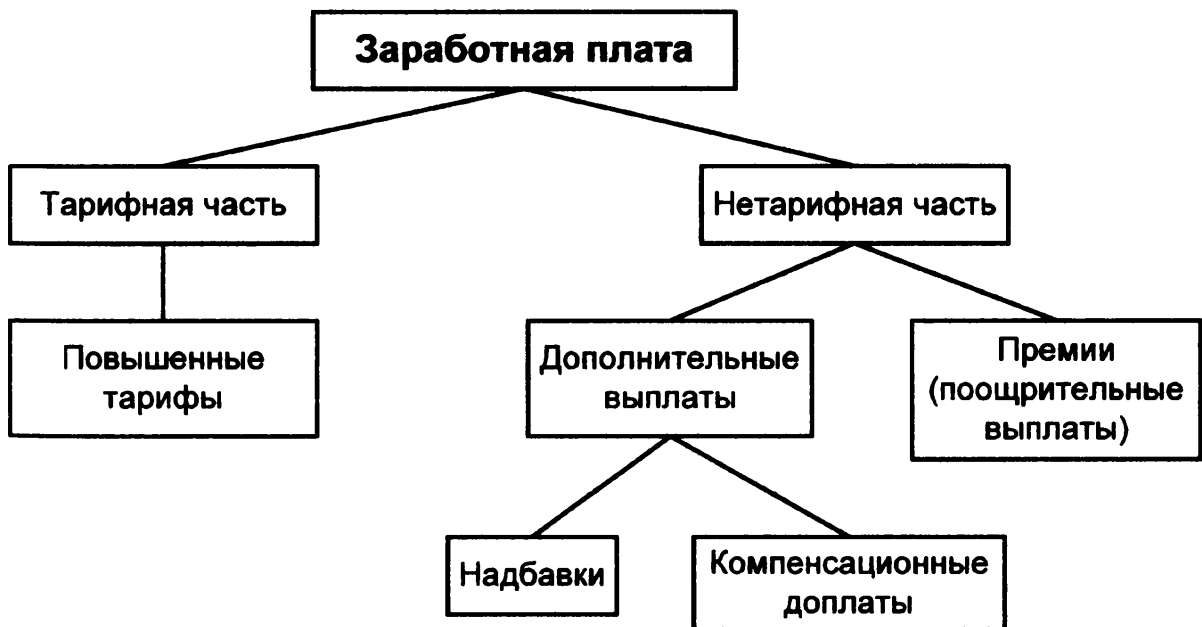 Заработная плата
Тарифная часть
Нетарифная часть
Повышенные
тарифы
Дополнительные
выплаты
Премии
(поощрительные
выплаты)
Надбавки
Компенсационные
доплаты